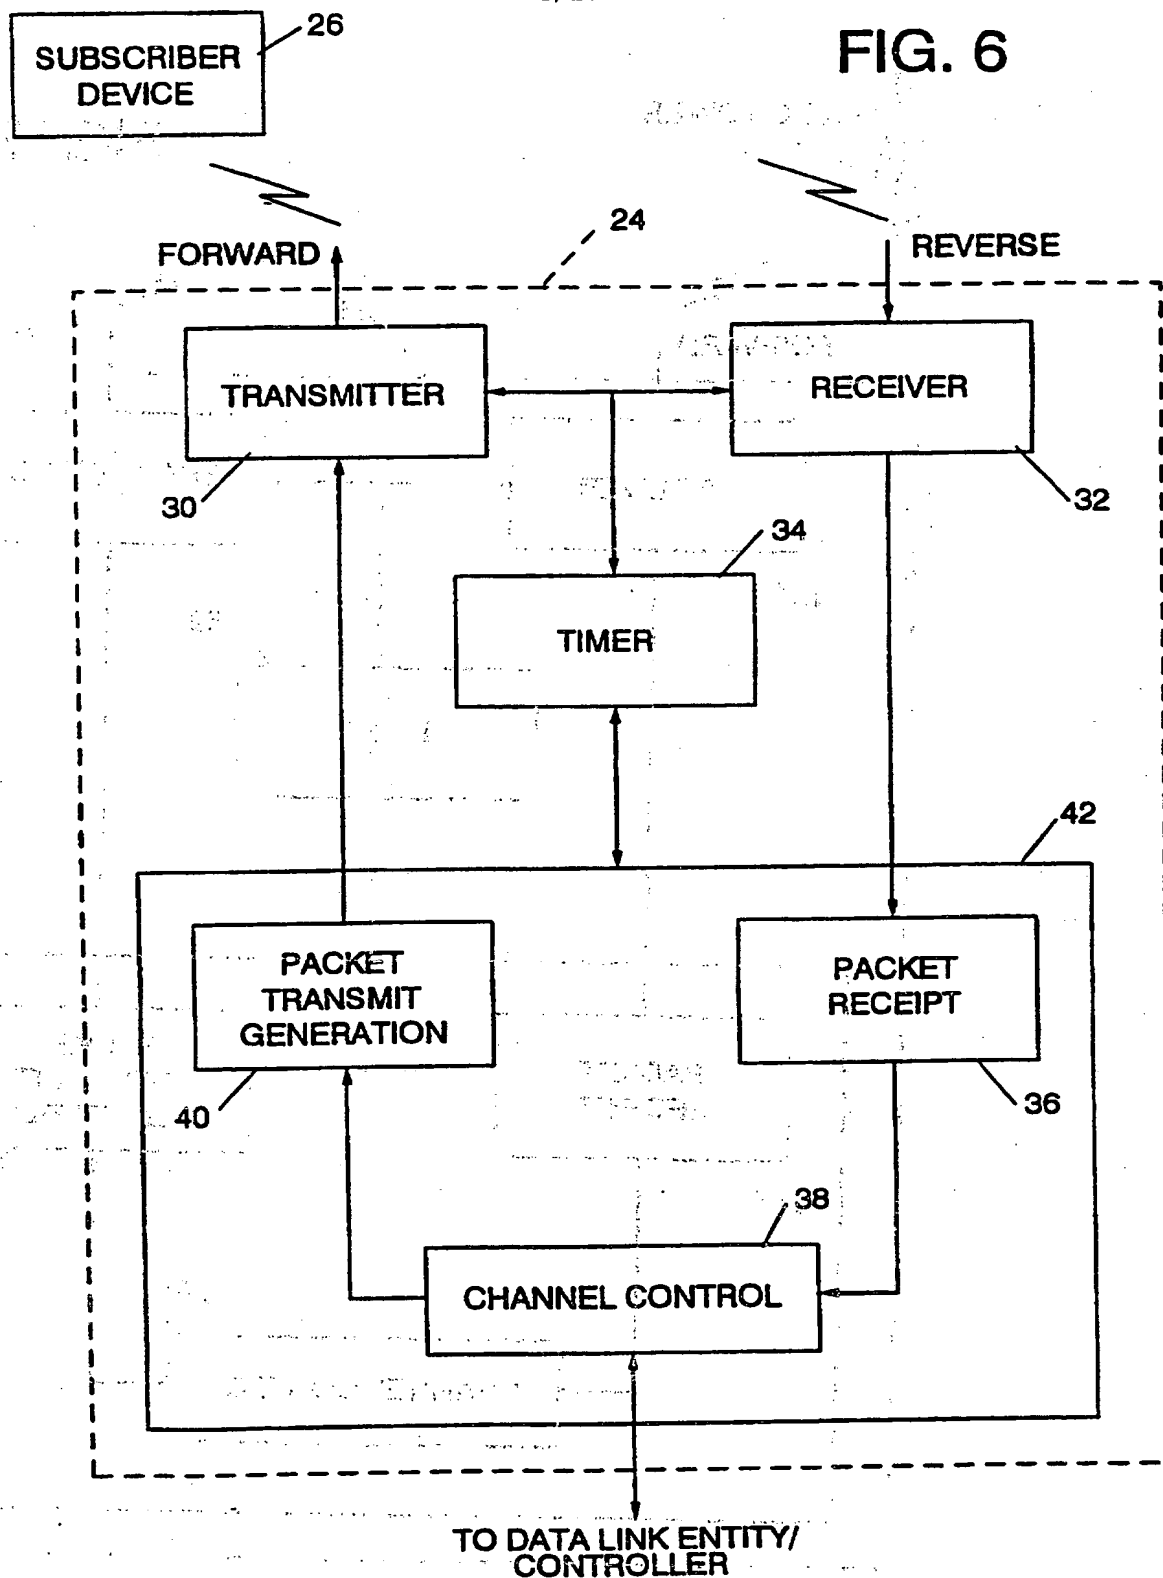 FIG. 6
SUBSCRIBER
DEVICE
26
24
FORWARD
REVERSE
TRANSMITTER
RECEIVER
30
32
34
TIMER
42
PACKET
TRANSMIT
GENERATION
PACKET
RECEIPT
40
36
38
CHANNEL CONTROL
TO DATA LINK ENTITY/
CONTROLLER